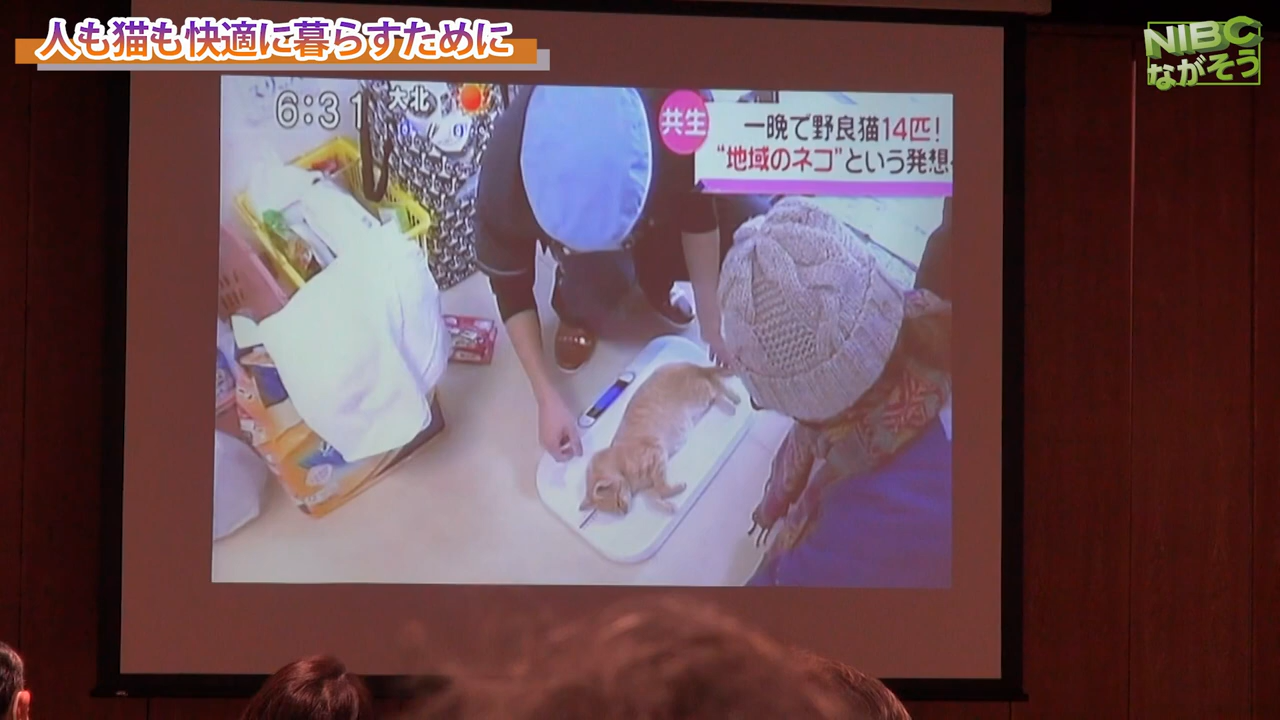 人も猫も快適に暮らすために
NIBC
ながそう
6:31
大北
共生
一晩で野良猫14匹!
“地域のネコ”という発想